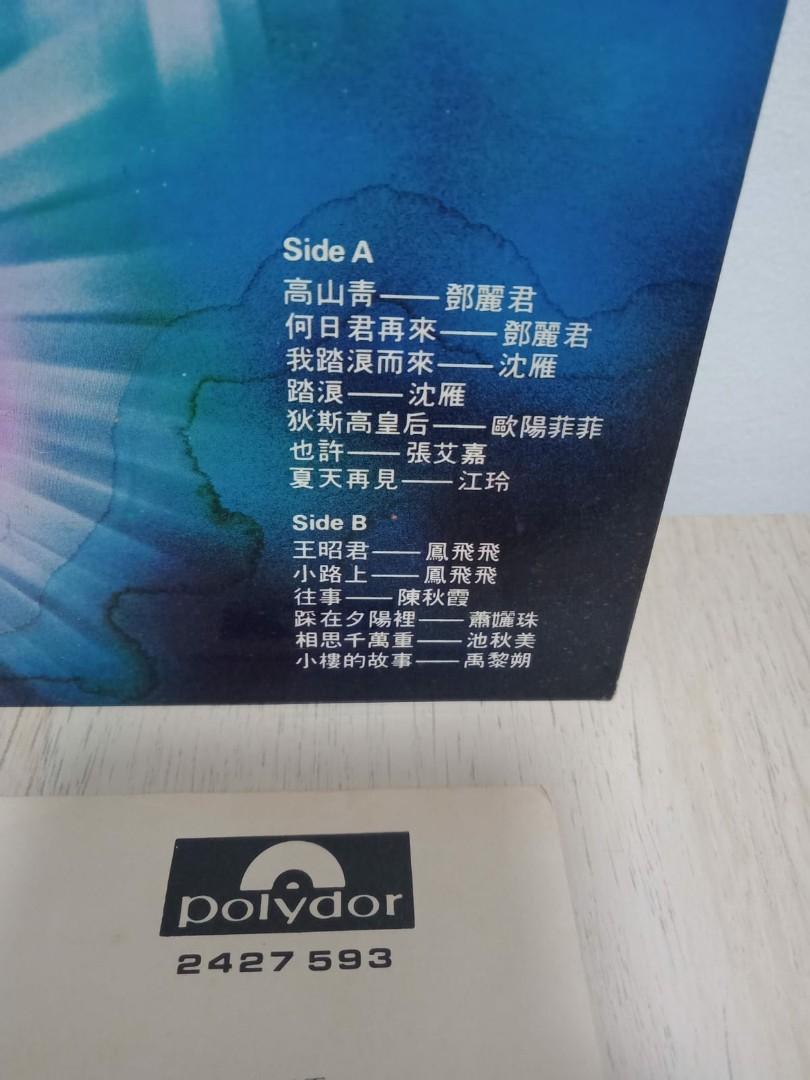 Side A
高山青——鄧麗君
何日君再來——鄧麗君
我踏浪而來——沈雁
踏浪——沈雁
狄斯高皇后——歐陽菲菲
也許——張艾嘉
夏天再見——江玲
Side B
王昭君——鳳飛飛
小路上——鳳飛飛
往事——陳秋霞
踩在夕陽裡——蕭孋珠
相思千萬重——池秋美
小樓的故事——禹黎朔
polydor
2427 593